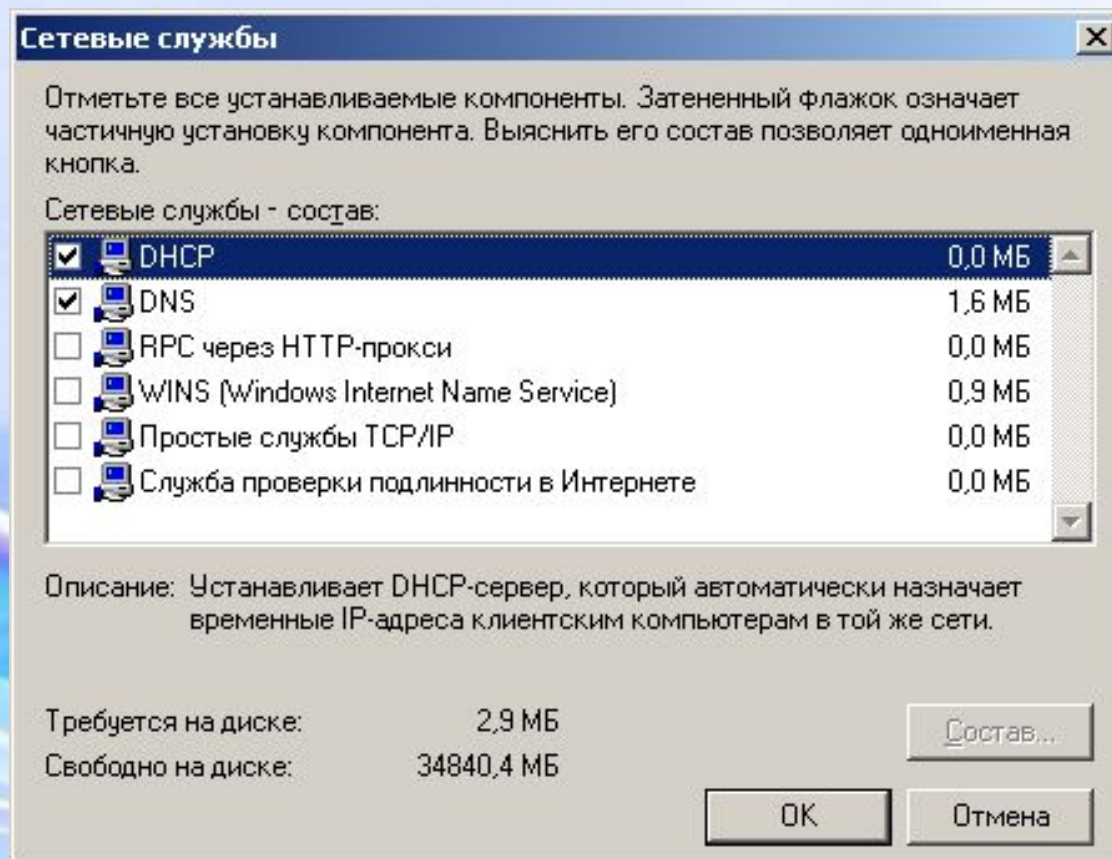 Сетевые службы
Отметьте все устанавливаемые компоненты. Затененный флажок означает
частичную установку компонента. Выяснить его состав позволяет одноименная
кнопка.
Сетевые службы - состав:
DHCP 0,0 МБ
DNS 1,6 МБ
RPC через HTTP-прокси 0,0 МБ
WINS (Windows Internet Name Service) 0,9 МБ
Простые службы TCP/IP 0,0 МБ
Служба проверки подлинности в Интернете 0,0 МБ
Описание: Устанавливает DHCP-сервер, который автоматически назначает
временные IP-адреса клиентским компьютерам в той же сети.
Требуется на диске: 2,9 МБ
Состав...
Свободно на диске: 34840,4 МБ
OK Отмена